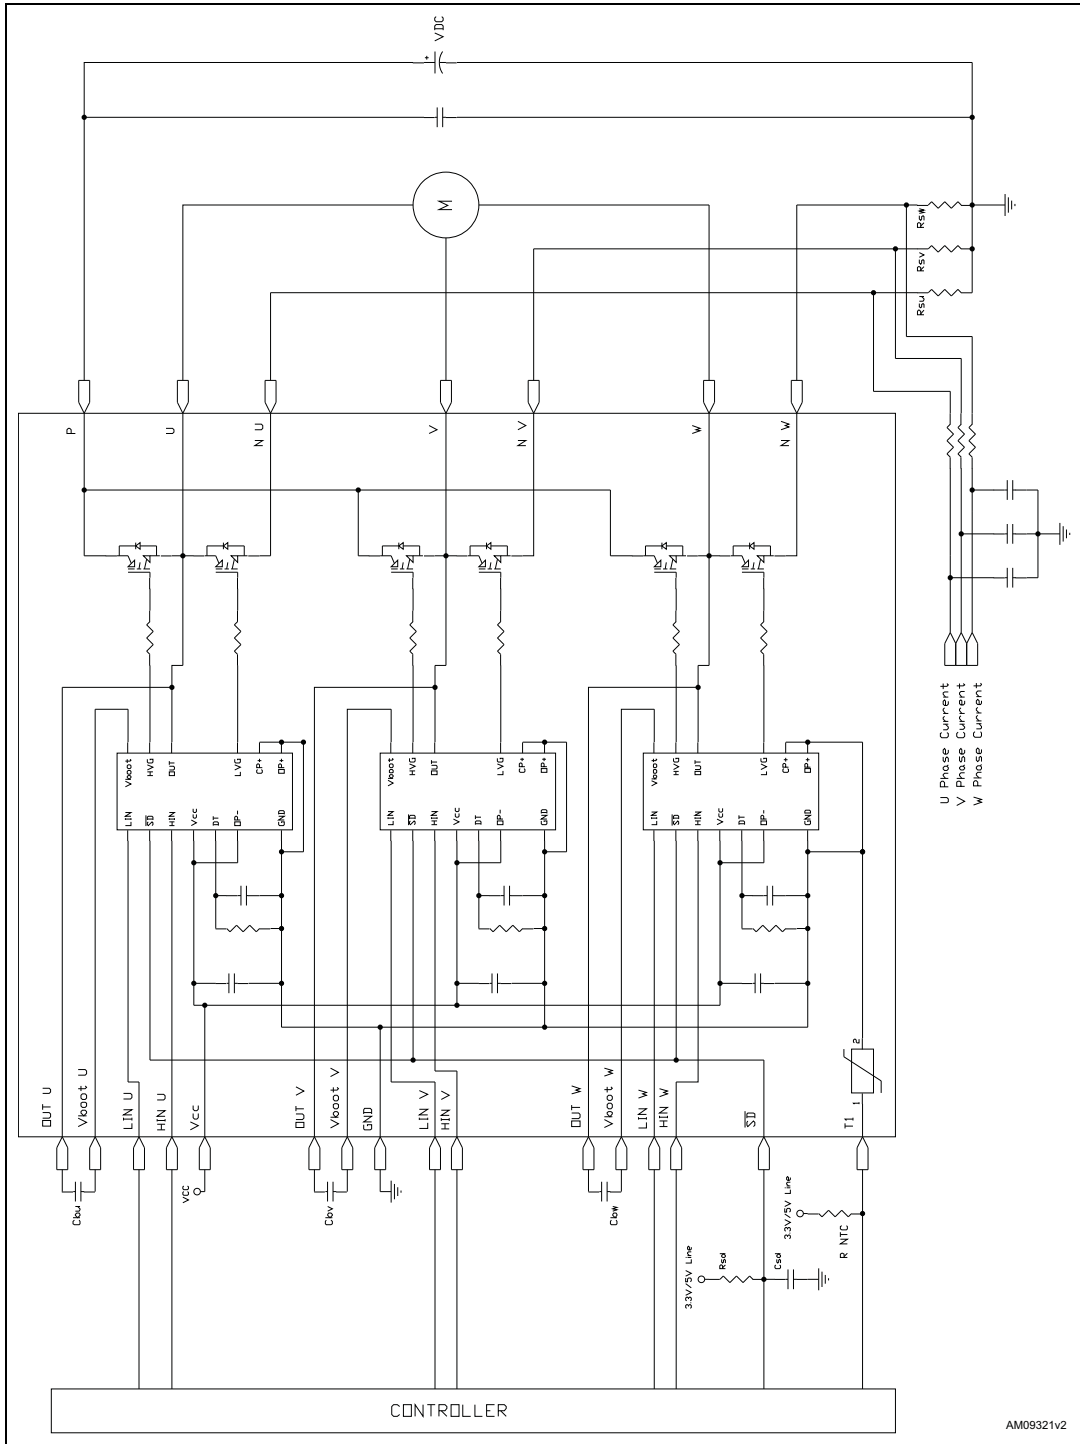 VDC
+
M
Rsw
Rsv
Rsu
P
U
N U
V
N V
W
N W
U Phase Current
V Phase Current
W Phase Current
Vboot
HVG
OUT
LVG
CP+
OP+
LIN
SD
HIN
Vcc
DT
OP-
GND
Vboot
HVG
OUT
LVG
CP+
OP+
LIN
SD
HIN
Vcc
DT
OP-
GND
Vboot
HVG
OUT
LVG
CP+
OP+
LIN
SD
HIN
Vcc
DT
OP-
GND
OUT U
Vboot U
LIN U
HIN U
Vcc
OUT V
Vboot V
GND
LIN V
HIN V
OUT W
Vboot W
LIN W
HIN W
SD
T1
1
2
Cbu
VCC
Cbv
Cbw
3.3V/5V Line
Rsd
Csd
3.3V/5V Line
R NTC
CONTROLLER
AM09321v2